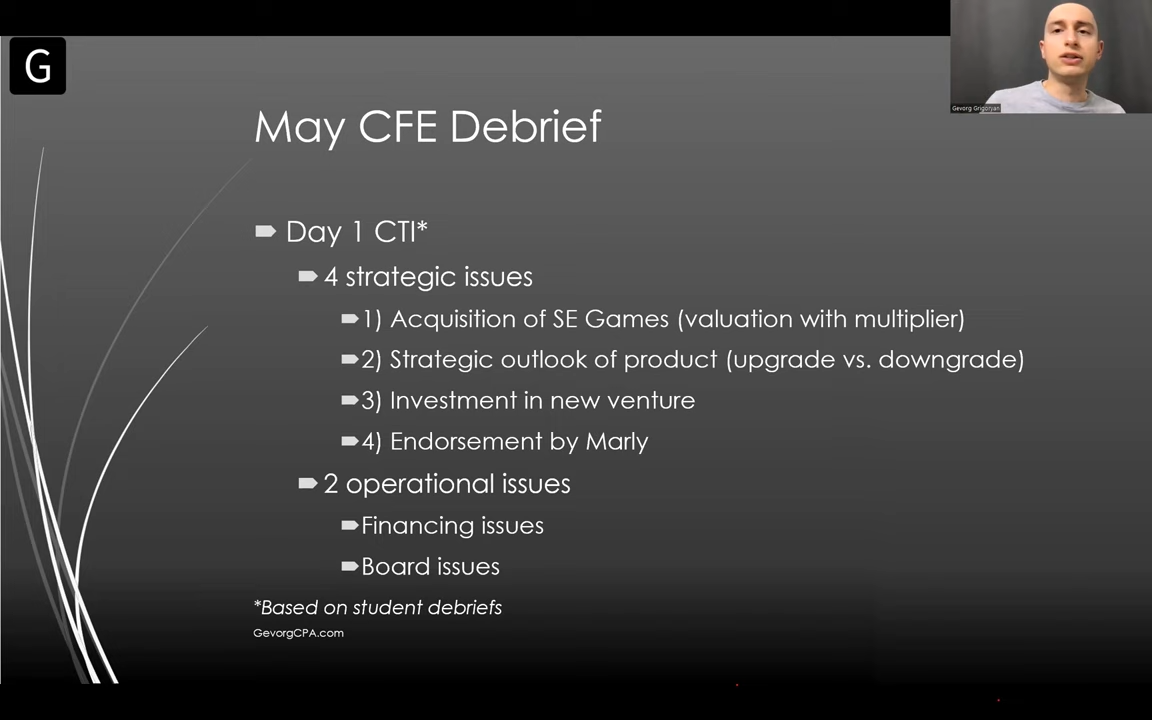 G
Gevorg Grigoryan
May CFE Debrief
Day 1 CTI*
4 strategic issues
1) Acquisition of SE Games (valuation with multiplier)
2) Strategic outlook of product (upgrade vs. downgrade)
3) Investment in new venture
4) Endorsement by Marly
2 operational issues
Financing issues
Board issues
*Based on student debriefs
GevorgCPA.com